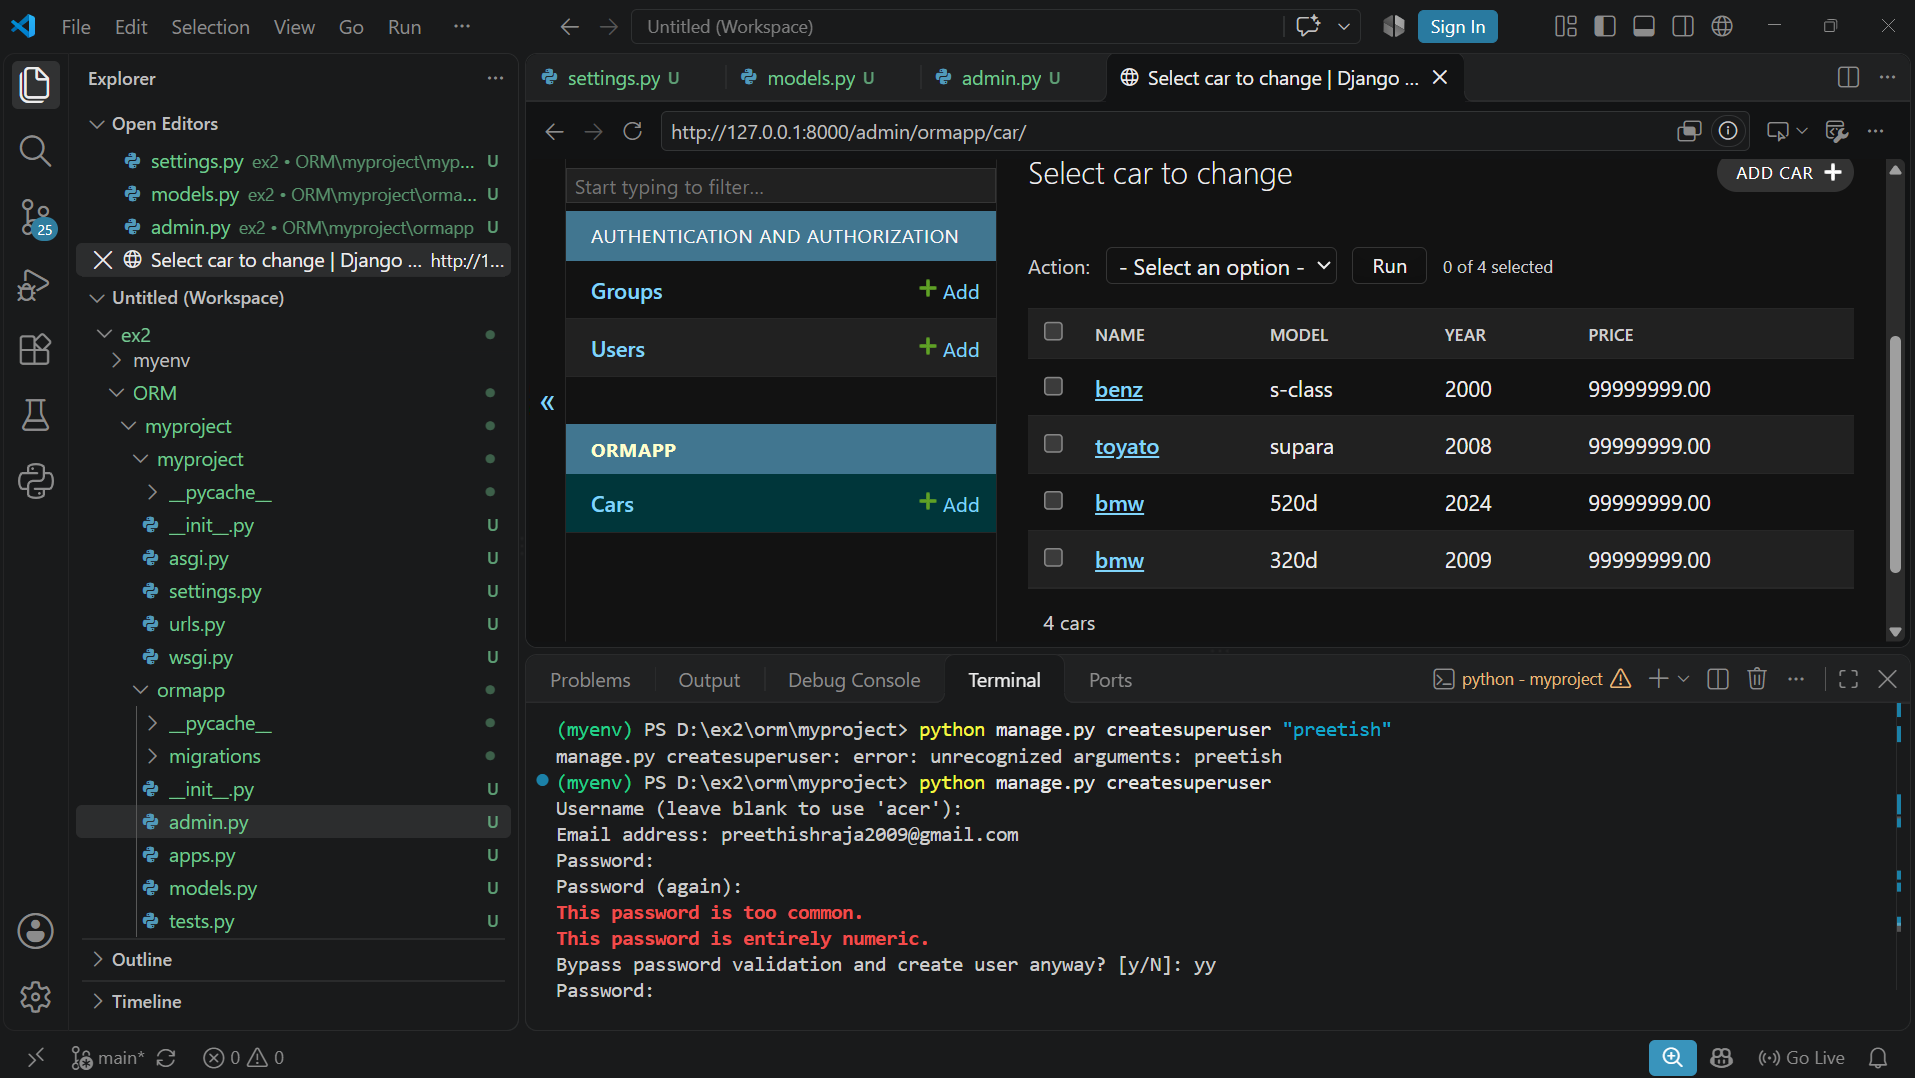 File Edit Selection View Go Run ···
Untitled (Workspace)
Sign In
Explorer
Open Editors
settings.py ex2 • ORM\myproject\myp... U
models.py ex2 • ORM\myproject\orma... U
admin.py ex2 • ORM\myproject\ormapp U
Select car to change | Django ... http://1...
Untitled (Workspace)
ex2
myenv
ORM
myproject
myproject
__pycache__
__init__.py U
asgi.py U
settings.py U
urls.py U
wsgi.py U
ormapp
__pycache__
migrations
__init__.py U
admin.py U
apps.py U
models.py U
tests.py U
Outline
Timeline
25
settings.py U models.py U admin.py U Select car to change | Django ...
http://127.0.0.1:8000/admin/ormapp/car/
Start typing to filter...
AUTHENTICATION AND AUTHORIZATION
Groups + Add
Users + Add
«
ORMAPP
Cars + Add
Select car to change
ADD CAR +
Action: - Select an option - Run 0 of 4 selected
NAME MODEL YEAR PRICE
benz s-class 2000 99999999.00
toyato supara 2008 99999999.00
bmw 520d 2024 99999999.00
bmw 320d 2009 99999999.00
4 cars
Problems Output Debug Console Terminal Ports
python - myproject
(myenv) PS D:\ex2\orm\myproject> python manage.py createsuperuser "preetish"
manage.py createsuperuser: error: unrecognized arguments: preetish
(myenv) PS D:\ex2\orm\myproject> python manage.py createsuperuser
Username (leave blank to use 'acer'):
Email address: preethishraja2009@gmail.com
Password:
Password (again):
This password is too common.
This password is entirely numeric.
Bypass password validation and create user anyway? [y/N]: yy
Password:
main* 0 0
Go Live